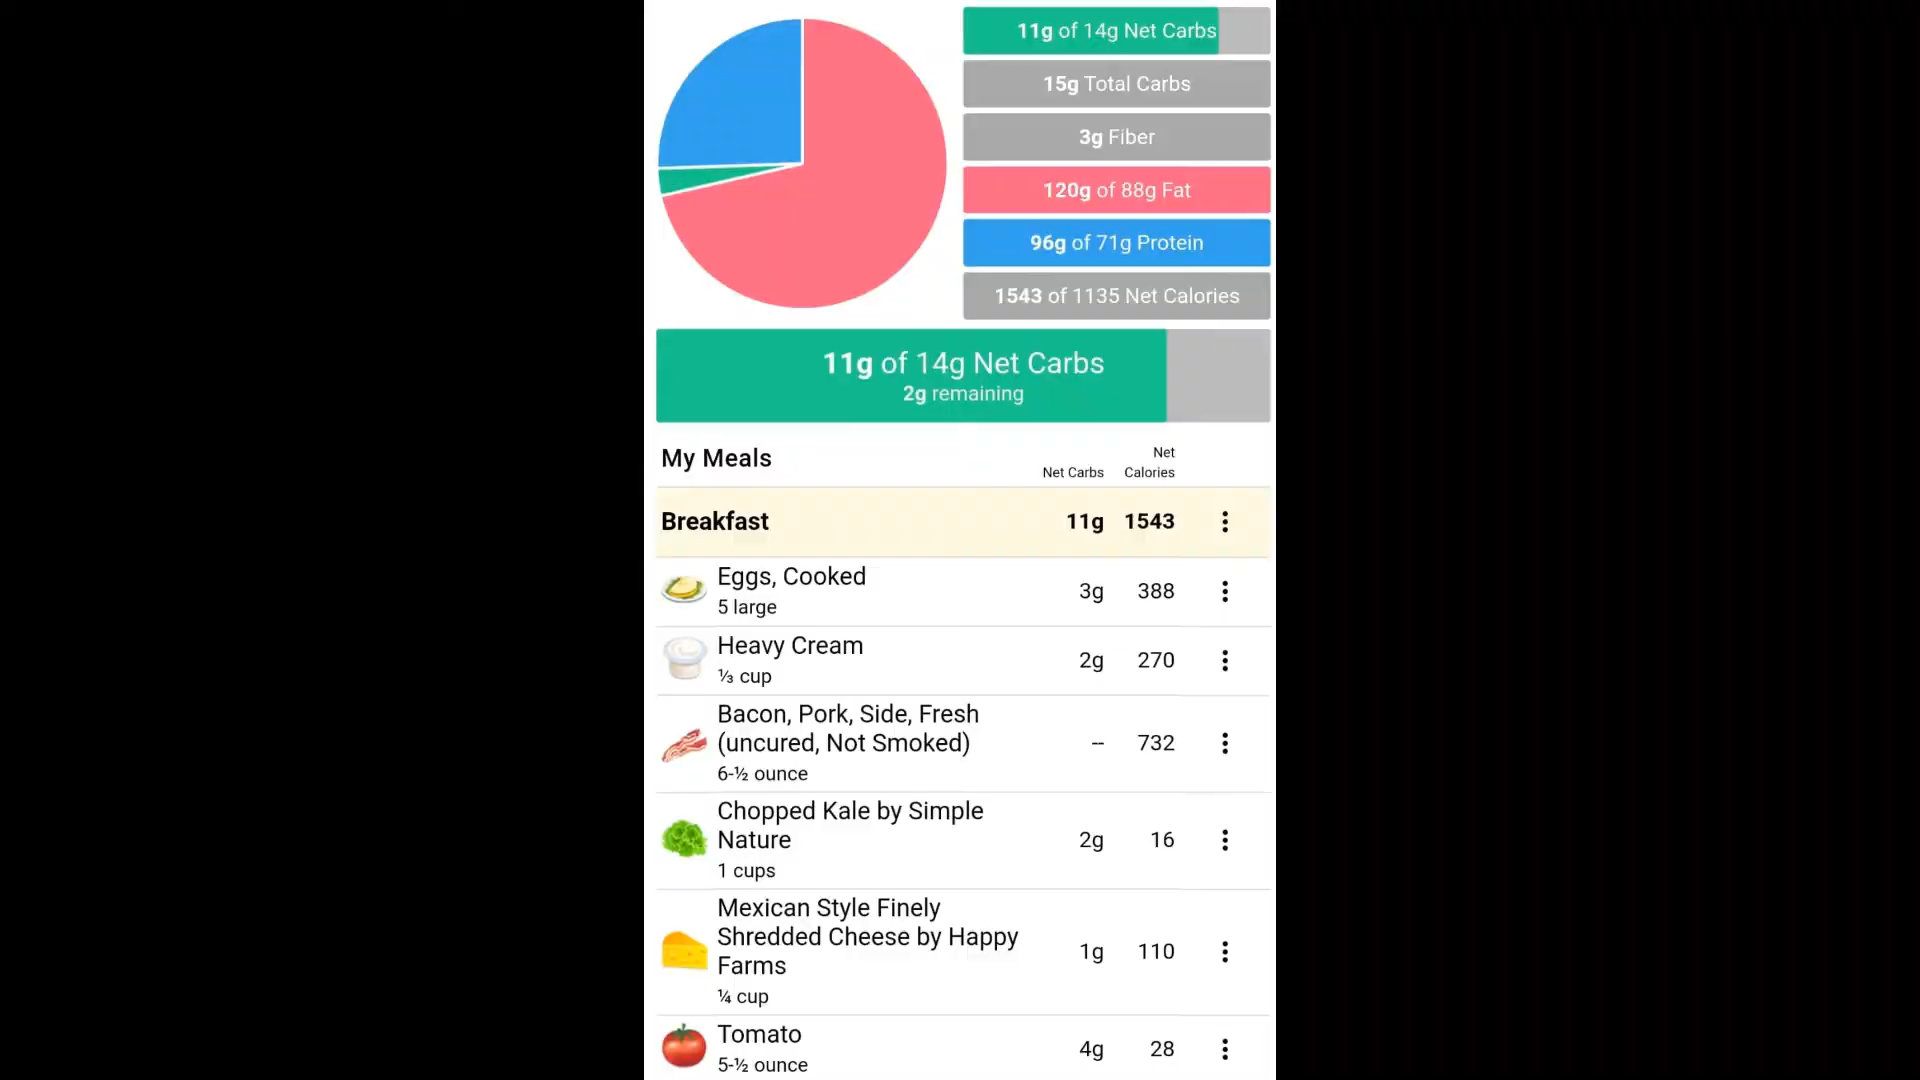 11g of 14g Net Carbs
15g Total Carbs
3g Fiber
120g of 88g Fat
96g of 71g Protein
1543 of 1135 Net Calories
11g of 14g Net Carbs
2g remaining
My Meals
Net Carbs
Net
Calories
Breakfast 11g 1543
Eggs, Cooked
5 large
3g 388
Heavy Cream
⅓ cup
2g 270
Bacon, Pork, Side, Fresh
(uncured, Not Smoked)
6-½ ounce
-- 732
Chopped Kale by Simple
Nature
1 cups
2g 16
Mexican Style Finely
Shredded Cheese by Happy
Farms
¼ cup
1g 110
Tomato
5-½ ounce
4g 28